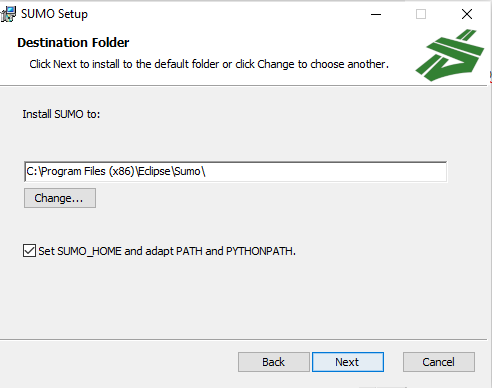 SUMO Setup
Destination Folder
Click Next to install to the default folder or click Change to choose another.
Install SUMO to:
C:\Program Files (x86)\Eclipse\Sumo\
Change...
Set SUMO_HOME and adapt PATH and PYTHONPATH.
Back Next Cancel